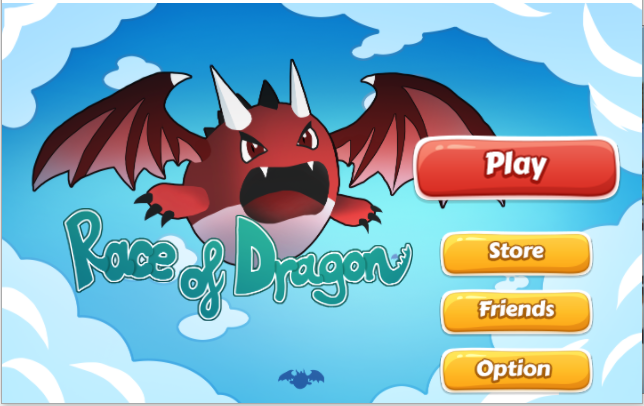 Race of Dragon
Play
Store
Friends
Option